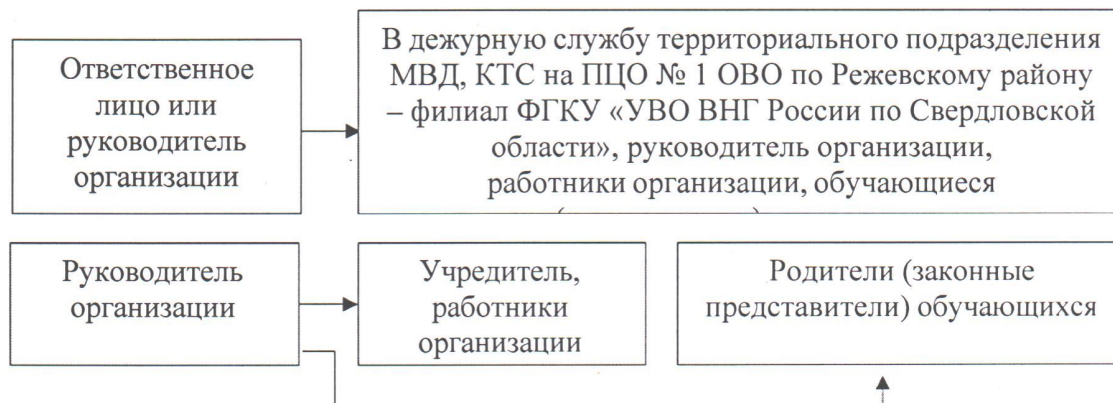 Ответственное
лицо или
руководитель
организации
В дежурную службу территориального подразделения
МВД, КТС на ПЦО № 1 ОВО по Режевскому району
– филиал ФГКУ «УВО ВНГ России по Свердловской
области», руководитель организации,
работники организации, обучающиеся
Руководитель
организации
Учредитель,
работники
организации
Родители (законные
представители) обучающихся